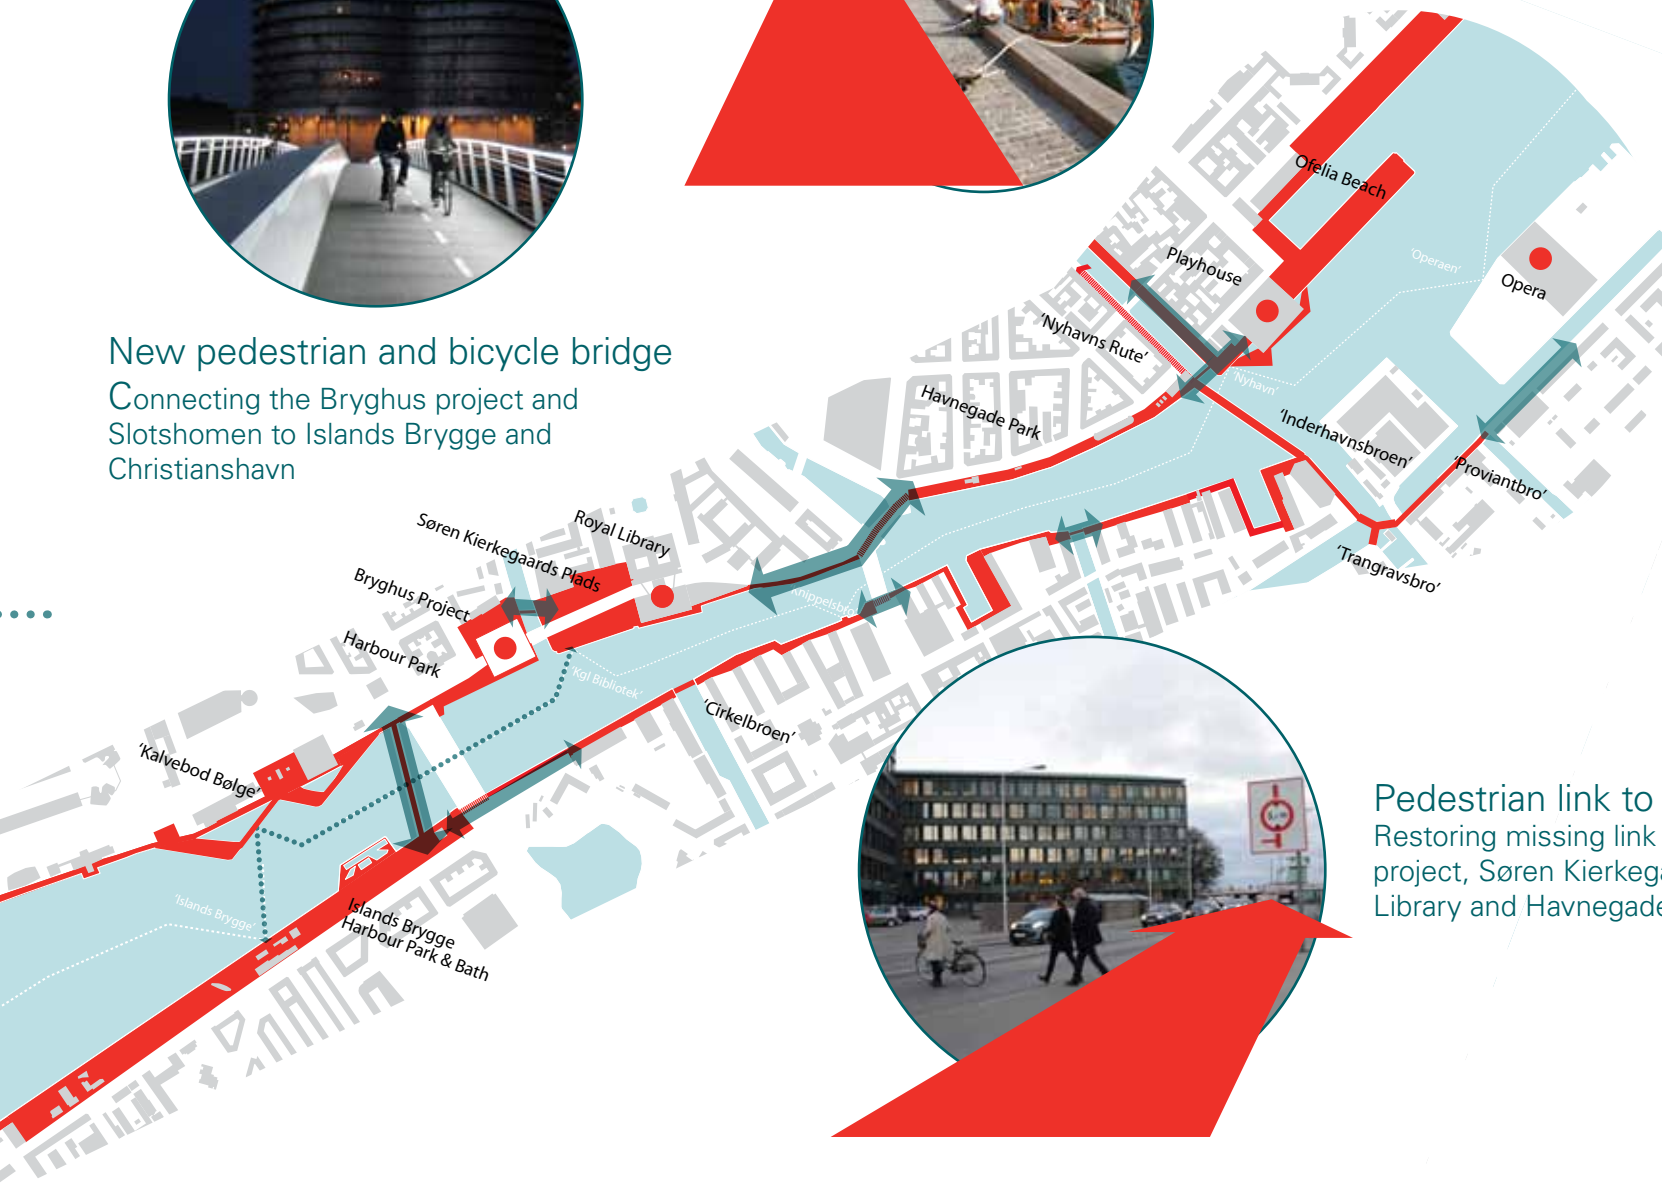 New pedestrian and bicycle bridge
Connecting the Bryghus project and
Slotshomen to Islands Brygge and
Christianshavn
Ofelia Beach
Playhouse
'Operaen'
Opera
'Nyhavns Rute'
'Nyhavn'
Havnegade Park
'Inderhavnsbroen'
'Proviantbro'
'Trangravsbro'
Royal Library
Søren Kierkegaards Plads
Bryghus Project
Harbour Park
Knippelsbro
'Kgl Bibliotek'
'Cirkelbroen'
'Kalvebod Bølge'
'Islands Brygge'
Islands Brygge
Harbour Park & Bath
Pedestrian link to
Restoring missing link
project, Søren Kierkega
Library and Havnegade